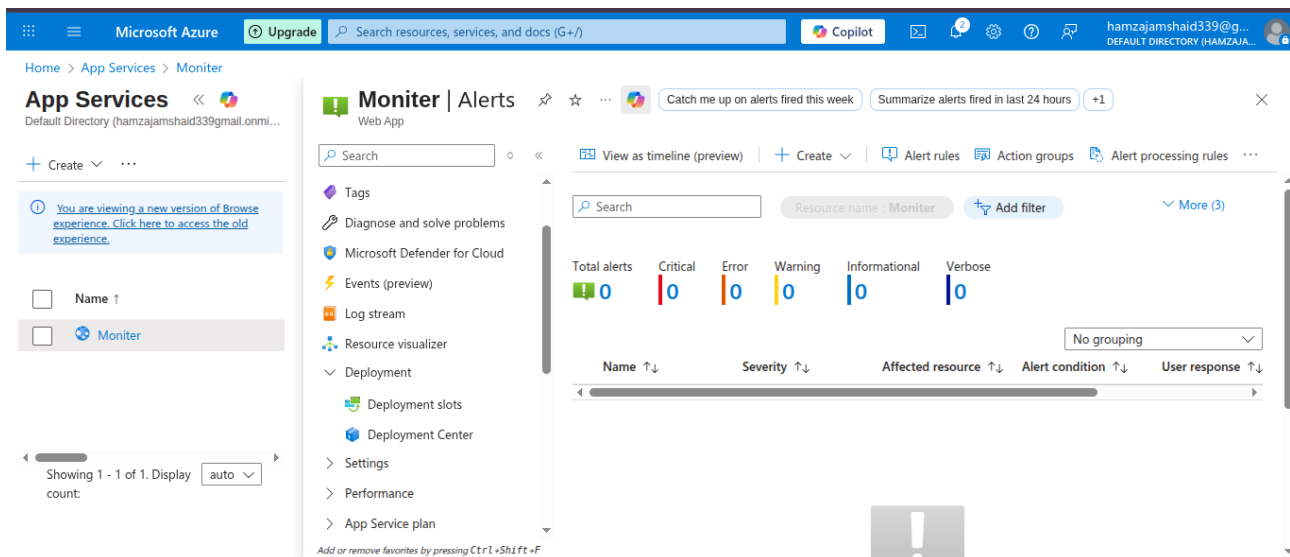 Microsoft Azure
Upgrade
Search resources, services, and docs (G+/)
Copilot
2
hamzajamshaid339@g...
DEFAULT DIRECTORY (HAMZAJA...
Home > App Services > Moniter
App Services
Default Directory (hamzajamshaid339gmail.onmi...
Create
You are viewing a new version of Browse
experience. Click here to access the old
experience.
Name ↑
Moniter
Showing 1 - 1 of 1. Display auto
count:
Moniter | Alerts
Web App
Catch me up on alerts fired this week
Summarize alerts fired in last 24 hours
+1
Search
Tags
Diagnose and solve problems
Microsoft Defender for Cloud
Events (preview)
Log stream
Resource visualizer
Deployment
Deployment slots
Deployment Center
Settings
Performance
App Service plan
Add or remove favorites by pressing Ctrl+Shift+F
View as timeline (preview)
Create
Alert rules
Action groups
Alert processing rules
Search
Resource name : Moniter
Add filter
More (3)
Total alerts Critical Error Warning Informational Verbose
0 0 0 0 0 0
No grouping
Name ↑↓ Severity ↑↓ Affected resource ↑↓ Alert condition ↑↓ User response ↑↓